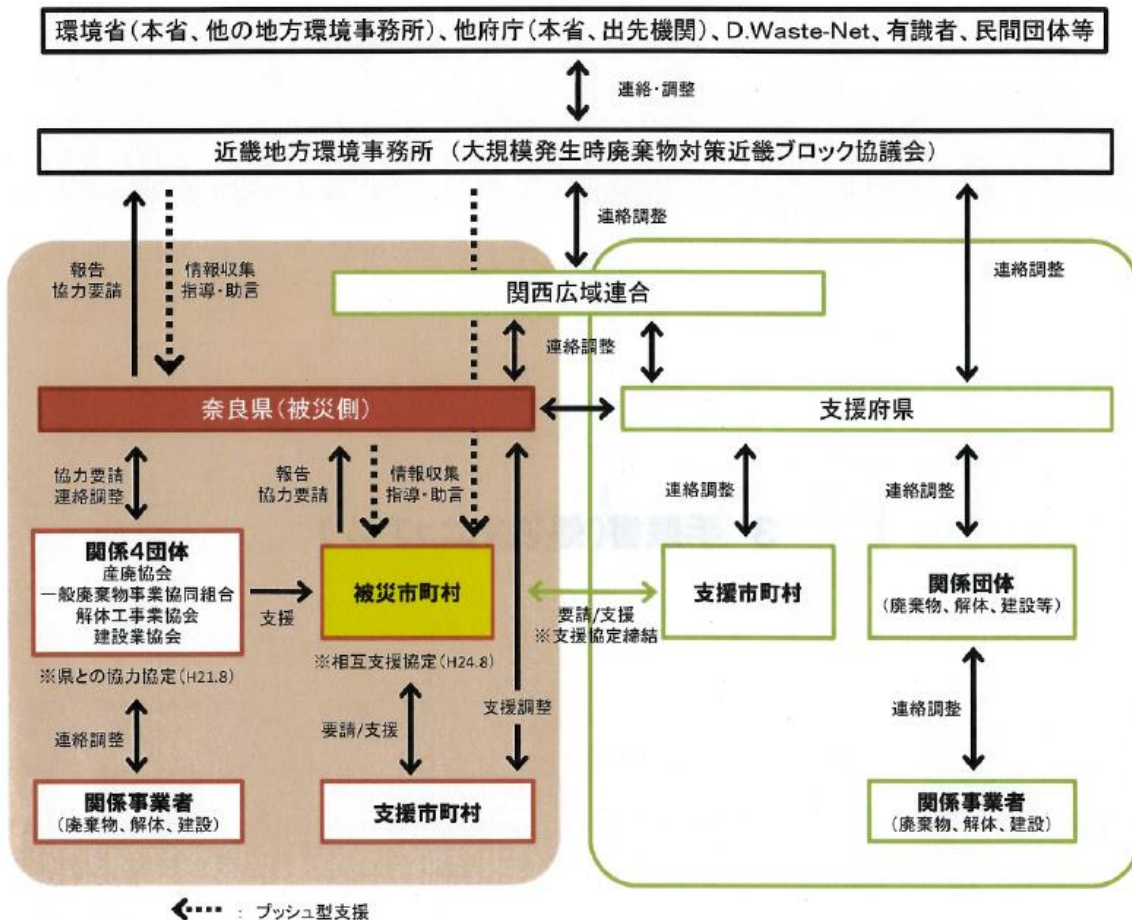 環境省(本省、他の地方環境事務所)、他府庁(本省、出先機関)、D.Waste-Net、有識者、民間団体等
連絡・調整
近畿地方環境事務所 (大規模発生時廃棄物対策近畿ブロック協議会)
報告
協力要請
情報収集
指導・助言
連絡調整
連絡調整
関西広域連合
連絡調整
奈良県(被災側)
支援府県
協力要請
連絡調整
報告
協力要請
情報収集
指導・助言
連絡調整
連絡調整
関係4団体
産廃協会
一般廃棄物事業協同組合
解体工事業協会
建設業協会
支援
被災市町村
要請/支援
※支援協定締結
支援市町村
関係団体
(廃棄物、解体、建設等)
※県との協力協定(H21.8)
※相互支援協定(H24.8)
連絡調整
要請/支援
支援調整
連絡調整
関係事業者
(廃棄物、解体、建設)
支援市町村
関係事業者
(廃棄物、解体、建設)
: プッシュ型支援